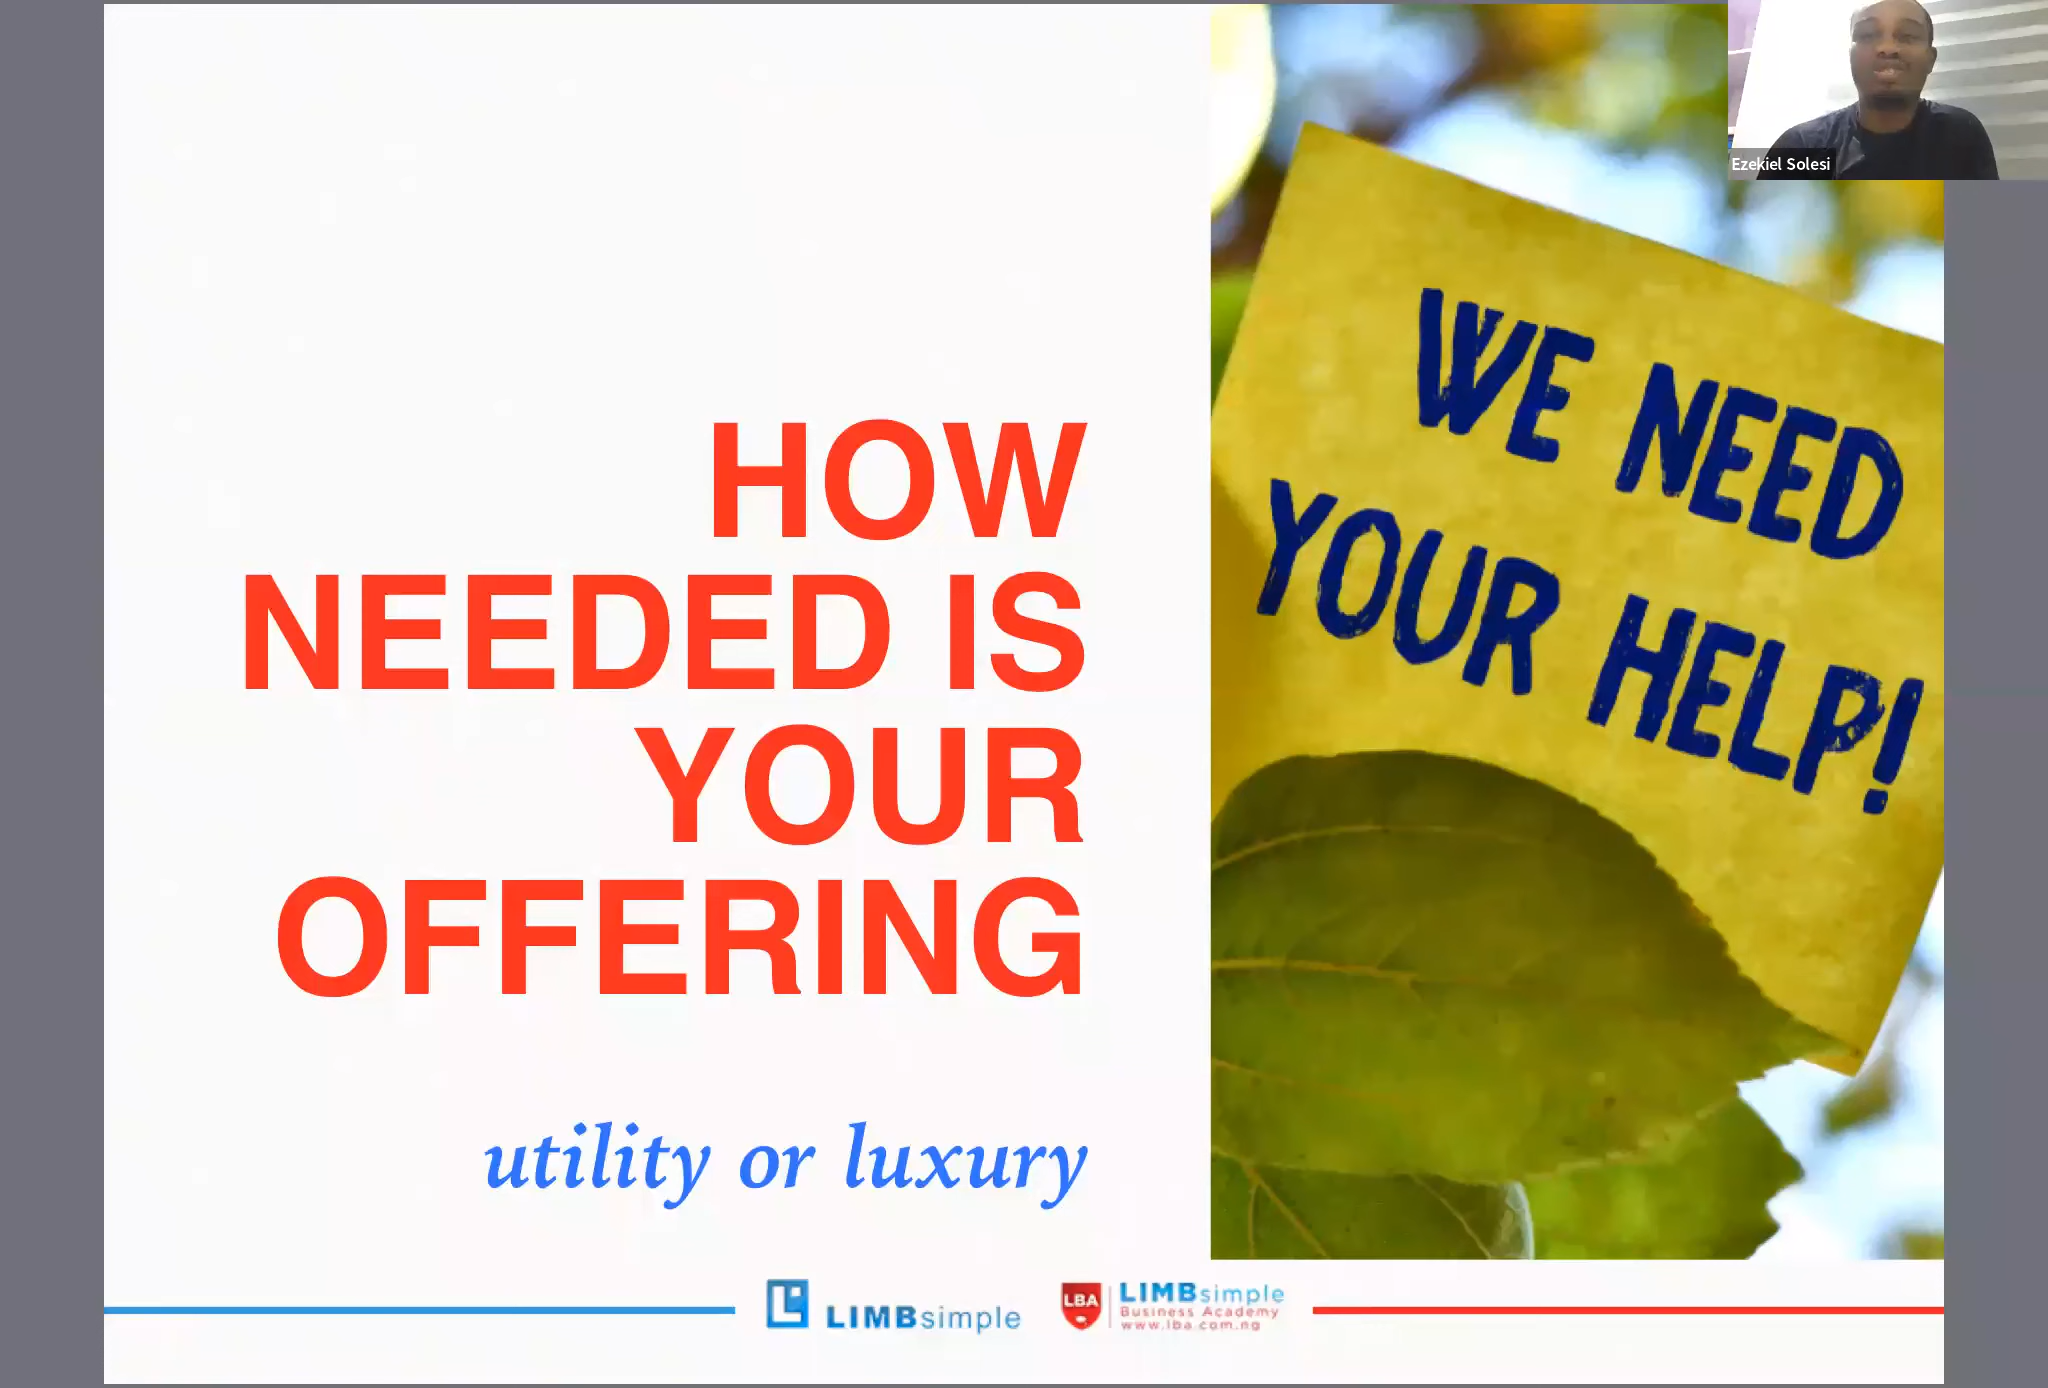 HOW
NEEDED IS
YOUR
OFFERING
utility or luxury
WE NEED
YOUR HELP!
Ezekiel Solesi
LIMBsimple
LBA
LIMBsimple
Business Academy
www.lba.com.ng